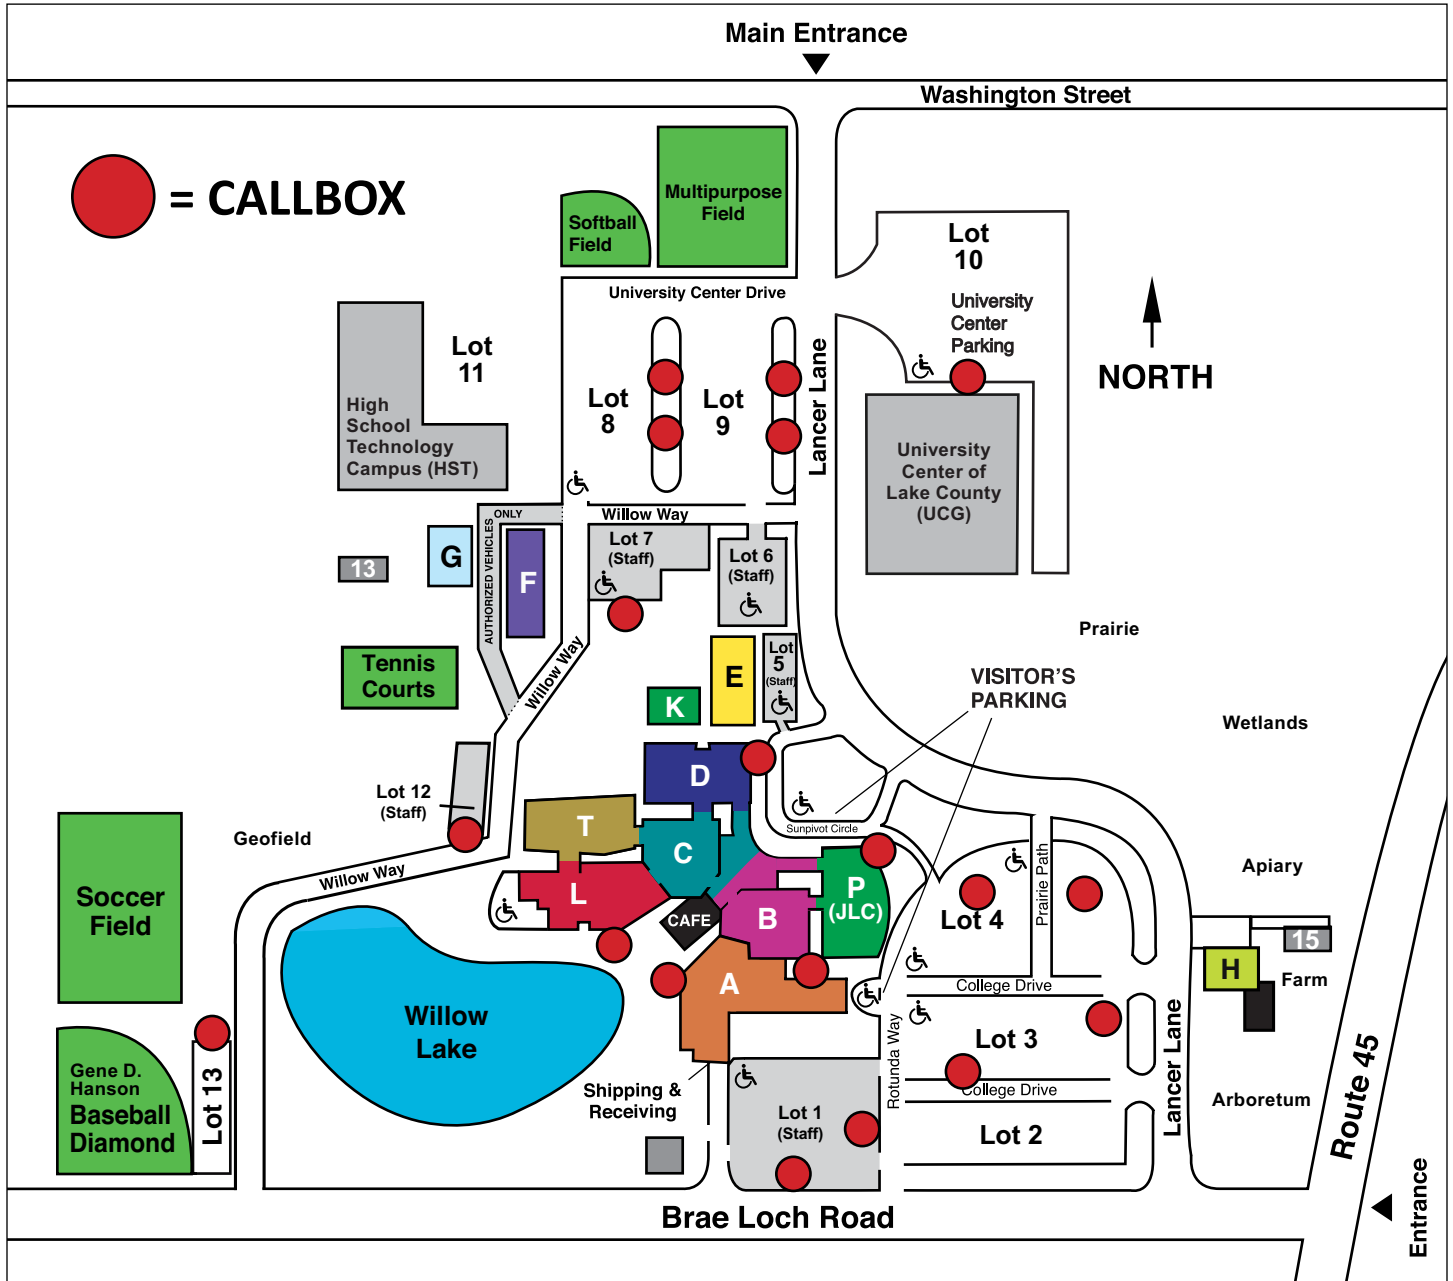 Main Entrance
Washington Street
= CALLBOX
Multipurpose
Field
Softball
Field
Lot
10
University Center Drive
University
Center
Parking
Lot
11
NORTH
Lancer Lane
Lot
8
Lot
9
High
School
Technology
Campus (HST)
University
Center of
Lake County
(UCG)
ONLY
AUTHORIZED VEHICLES
Willow Way
Lot 7
(Staff)
Lot 6
(Staff)
G
F
13
Willow Way
Prairie
Tennis
Courts
E
Lot
5
(Staff)
K
VISITOR'S
PARKING
Wetlands
D
Lot 12
(Staff)
Sunpivot Circle
Geofield
T
C
Willow Way
Prairie Path
Apiary
L
P
(JLC)
Soccer
Field
CAFE
B
Lot 4
15
H
Farm
A
College Drive
Willow
Lake
Rotunda Way
Lot 3
Lancer Lane
Route 45
Gene D.
Hanson
Baseball
Diamond
Lot 13
Shipping &
Receiving
College Drive
Arboretum
Lot 1
(Staff)
Lot 2
Brae Loch Road
Entrance